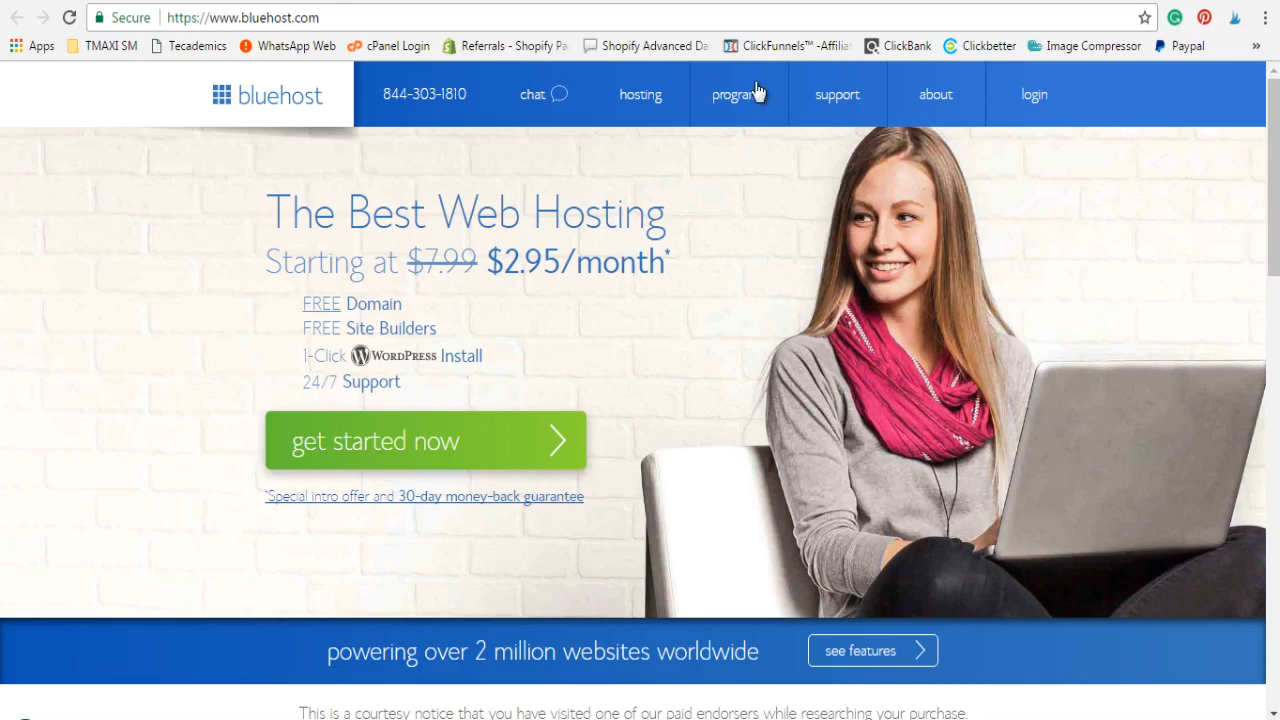 Secure https://www.bluehost.com
Apps TMAXI SM Tecademics WhatsApp Web cPanel Login Referrals - Shopify Pa Shopify Advanced Da ClickFunnels™ -Affilia ClickBank Clickbetter Image Compressor Paypal »
bluehost 844-303-1810 chat hosting support about login
The Best Web Hosting
Starting at $7.99 $2.95/month*
FREE Domain
FREE Site Builders
1-Click WORDPRESS Install
24/7 Support
get started now
*Special intro offer and 30-day money-back guarantee
powering over 2 million websites worldwide see features
This is a courtesy notice that you have visited one of our paid endorsers while researching your purchase.